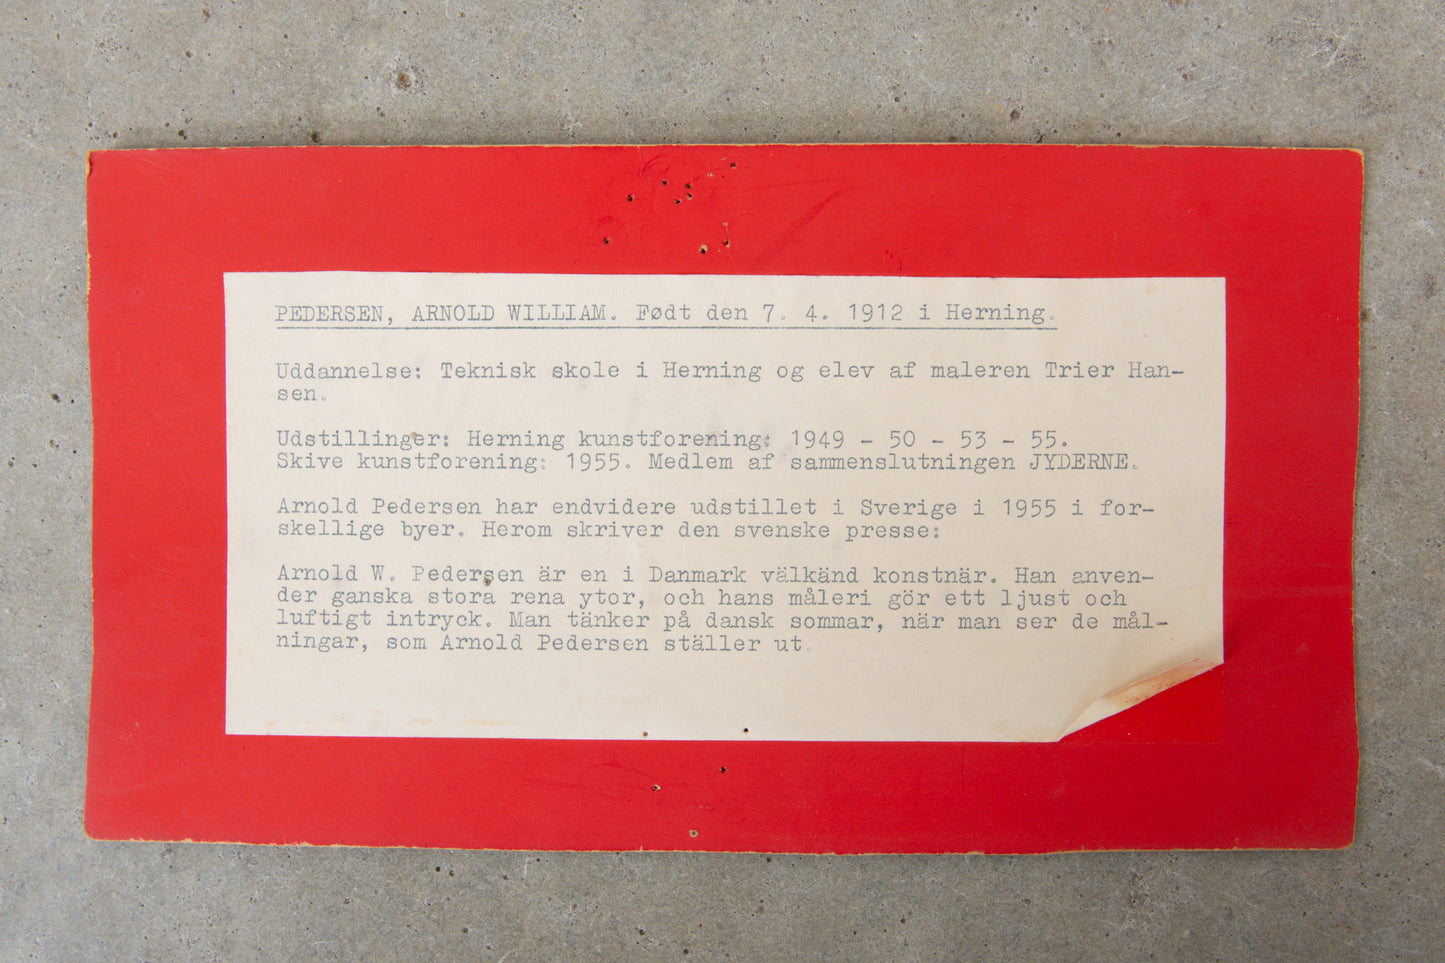 PEDERSEN, ARNOLD WILLIAM. Født den 7. 4. 1912 i Herning.
Uddannelse: Teknisk skole i Herning og elev af maleren Trier Han-
sen.
Udstillinger: Herning kunstforening: 1949 - 50 - 53 - 55.
Skive kunstforening: 1955. Medlem af sammenslutningen JYDERNE.
Arnold Pedersen har endvidere udstillet i Sverige i 1955 i for-
skellige byer. Herom skriver den svenske presse:
Arnold W. Pedersen är en i Danmark välkänd konstnär. Han anven-
der ganska stora rena ytor, och hans måleri gör ett ljust och
luftigt intryck. Man tänker på dansk sommar, när man ser de mål-
ningar, som Arnold Pedersen ställer ut.